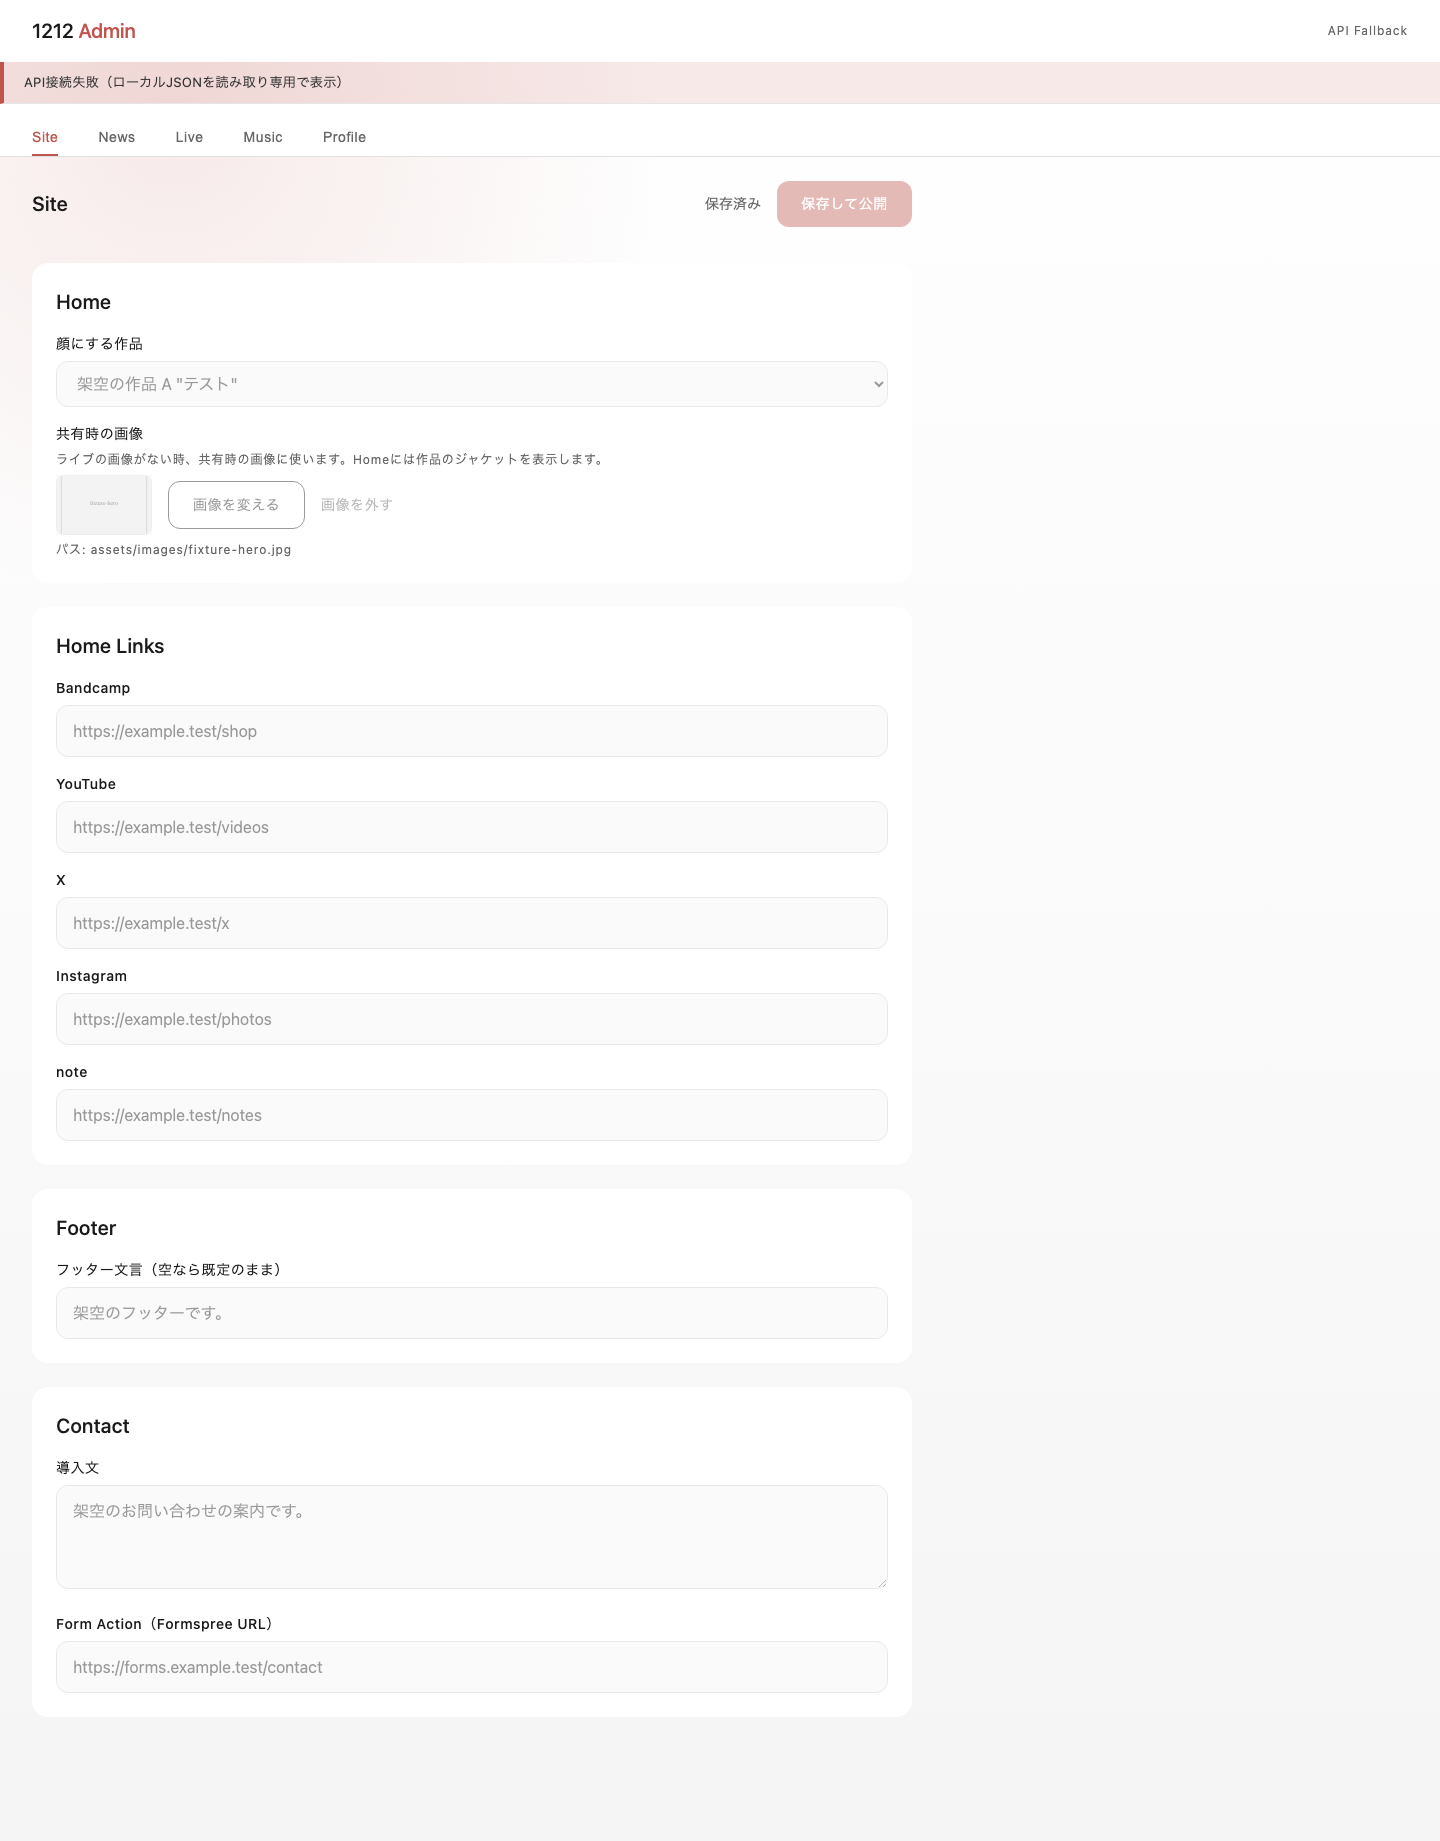 1212 Admin
API Fallback
API接続失敗（ローカルJSONを読み取り専用で表示）
Site
News
Live
Music
Profile
Site
保存済み
保存して公開
Home
顔にする作品
架空の作品 A "テスト"
共有時の画像
ライブの画像がない時、共有時の画像に使います。Homeには作品のジャケットを表示します。
画像を変える
画像を外す
パス: assets/images/fixture-hero.jpg
Home Links
Bandcamp
https://example.test/shop
YouTube
https://example.test/videos
X
https://example.test/x
Instagram
https://example.test/photos
note
https://example.test/notes
Footer
フッター文言（空なら既定のまま）
架空のフッターです。
Contact
導入文
架空のお問い合わせの案内です。
Form Action（Formspree URL）
https://forms.example.test/contact